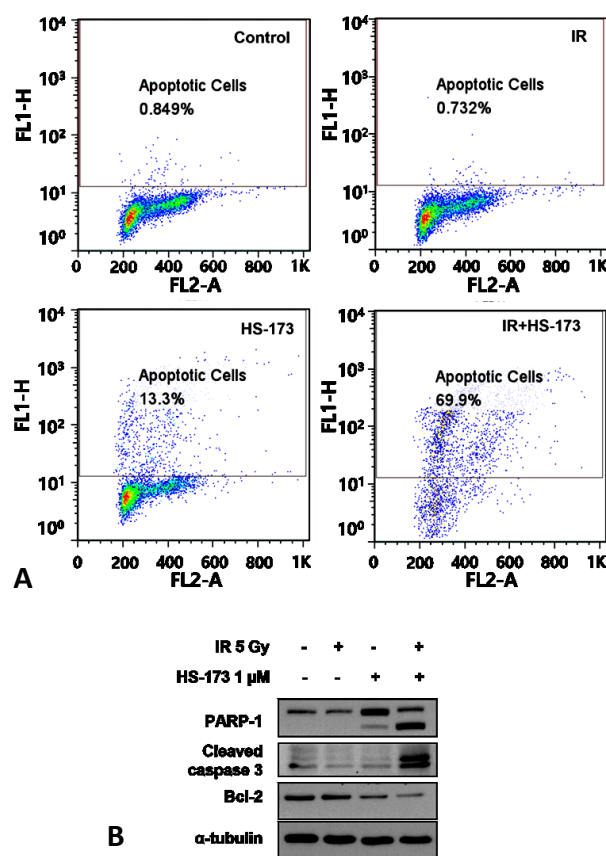 Control
Apoptotic Cells
0.849%
FL1-H
10⁴
10³
10²
10¹
10⁰
0 200 400 600 800 1K
FL2-A
IR
Apoptotic Cells
0.732%
FL1-H
10⁴
10³
10²
10¹
10⁰
0 200 400 600 800 1K
FL2-A
HS-173
Apoptotic Cells
13.3%
FL1-H
10⁴
10³
10²
10¹
10⁰
0 200 400 600 800 1K
FL2-A
IR+HS-173
Apoptotic Cells
69.9%
FL1-H
10⁴
10³
10²
10¹
10⁰
0 200 400 600 800 1K
FL2-A
A
IR 5 Gy - + - +
HS-173 1 µM - - + +
PARP-1
Cleaved
caspase 3
Bcl-2
α-tubulin
B